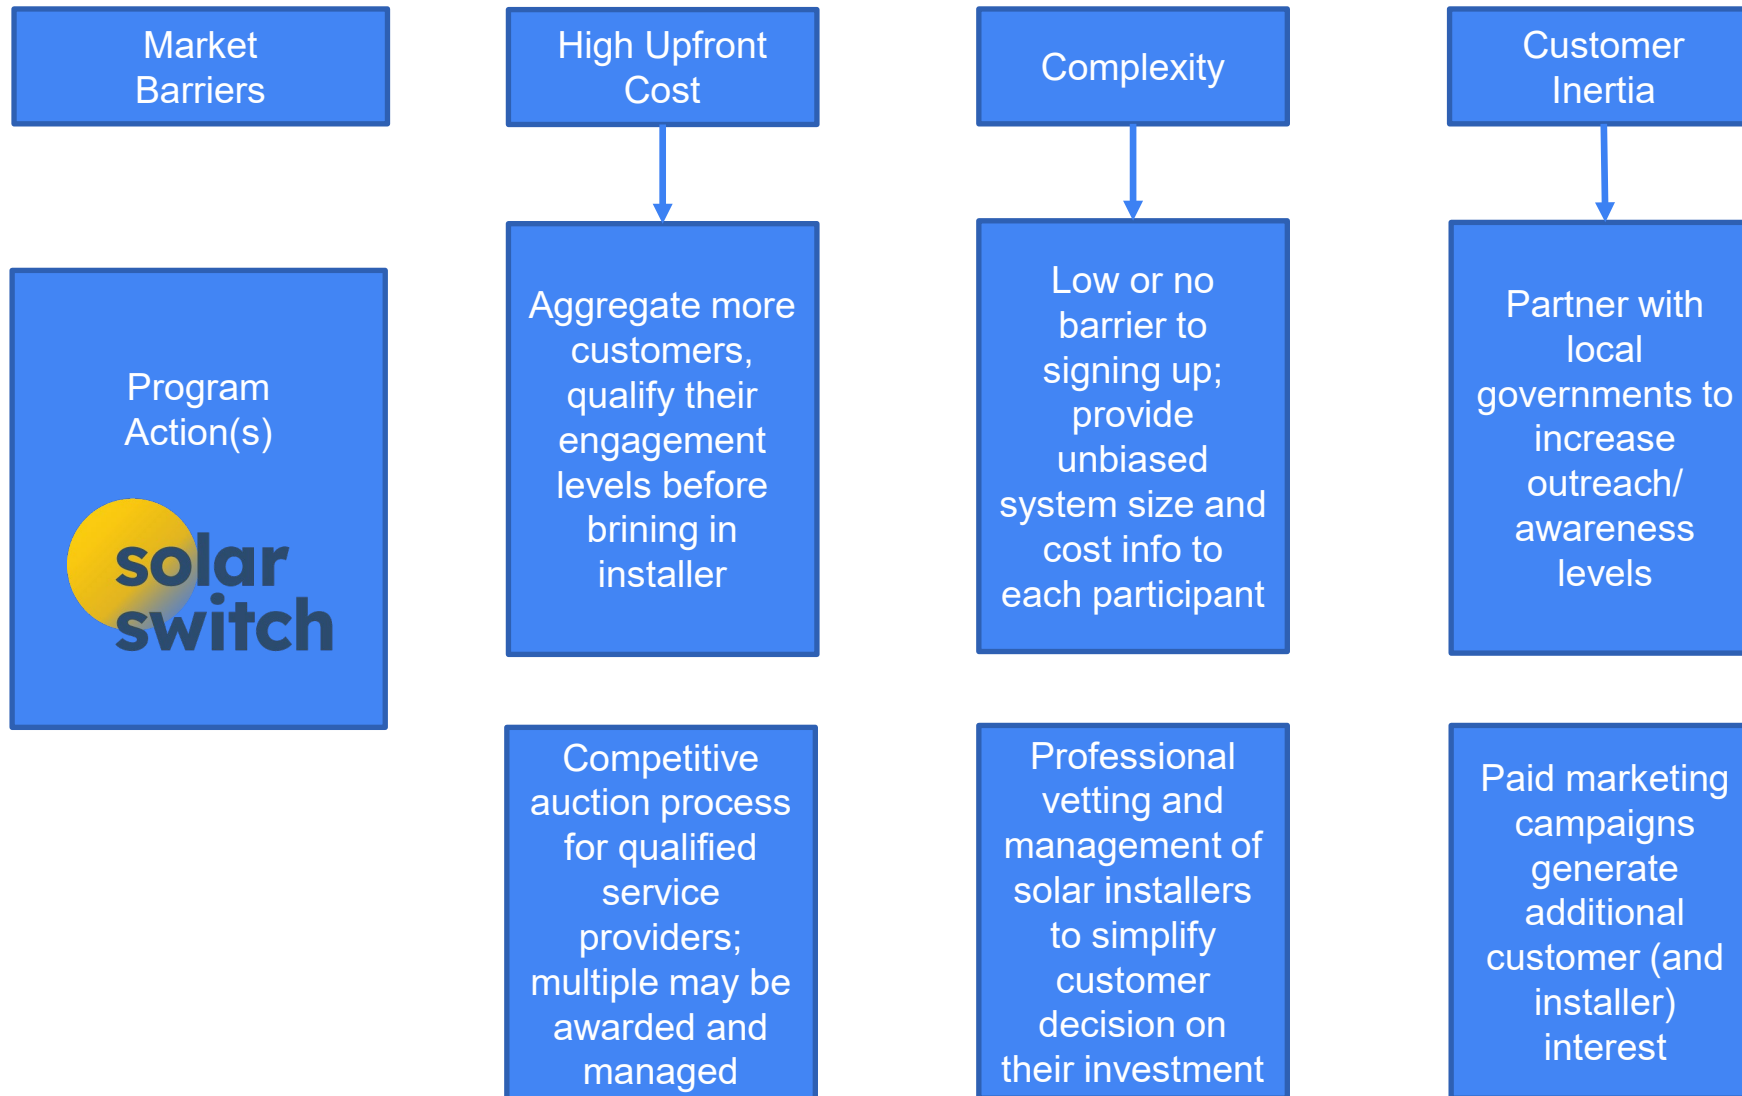 Market
Barriers
High Upfront
Cost
Complexity
Customer
Inertia
Program
Action(s)
solar
switch
Aggregate more
customers,
qualify their
engagement
levels before
brining in
installer
Low or no
barrier to
signing up;
provide
unbiased
system size and
cost info to
each participant
Partner with
local
governments to
increase
outreach/
awareness
levels
Competitive
auction process
for qualified
service
providers;
multiple may be
awarded and
managed
Professional
vetting and
management of
solar installers
to simplify
customer
decision on
their investment
Paid marketing
campaigns
generate
additional
customer (and
installer)
interest